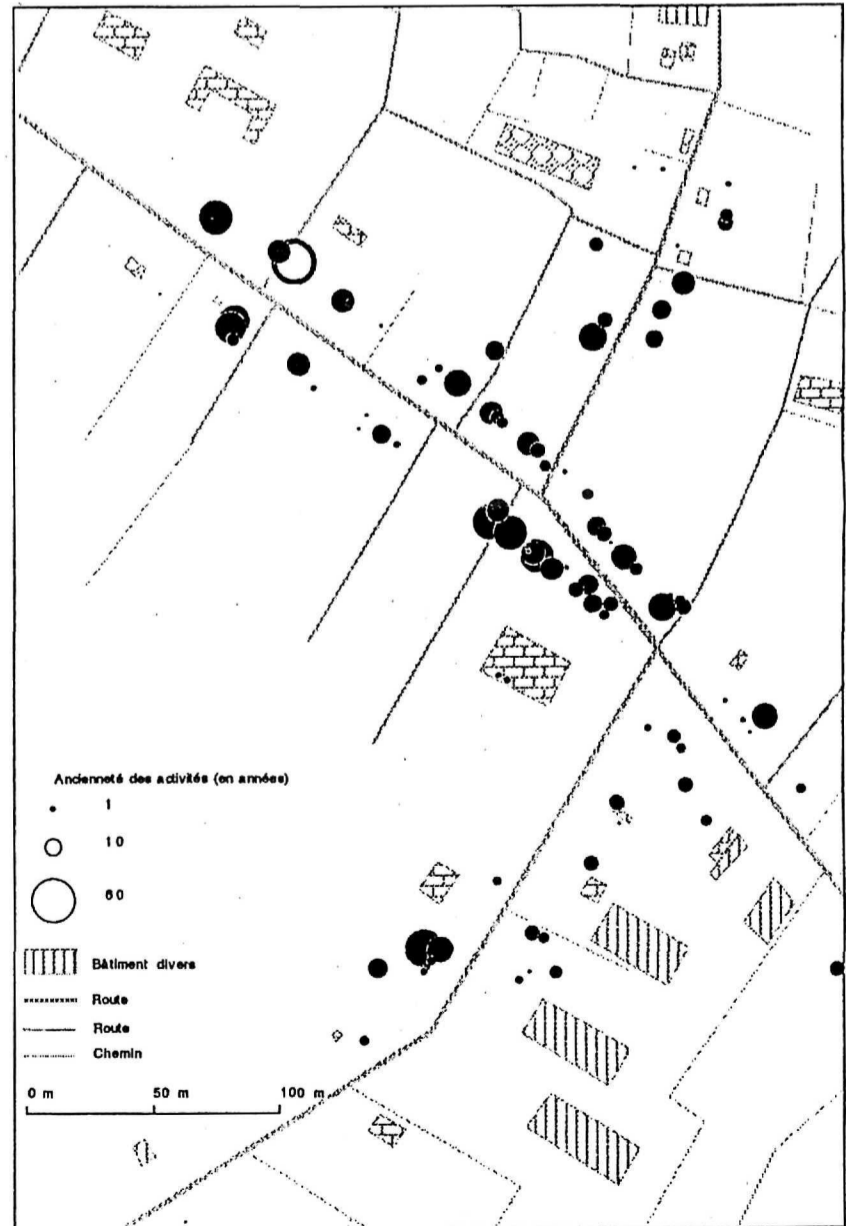 Ancienneté des activités (en années)
1
10
60
Bâtiment divers
Route
Route
Chemin
0 m 50 m 100 m